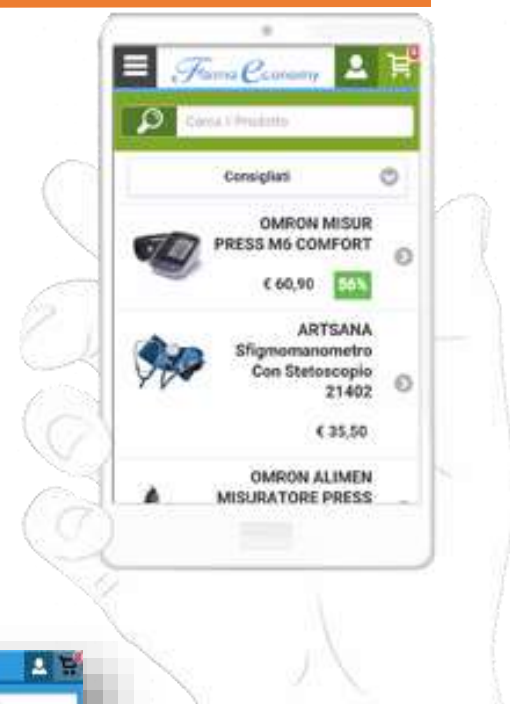 Farma Economy
Cerca il Prodotto
Consigliati
OMRON MISUR
PRESS M6 COMFORT
€ 60,90 56%
ARTSANA
Sfigmomanometro
Con Stetoscopio
21402
€ 35,50
OMRON ALIMEN
MISURATORE PRESS